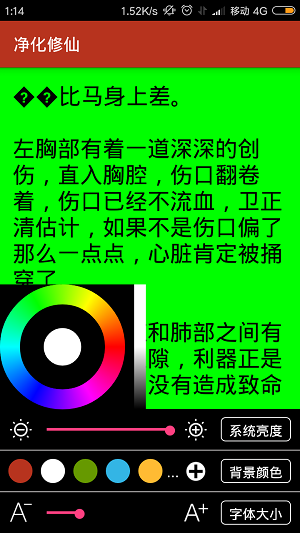 1:14 1.52K/s 移动 4G
净化修仙
��比马身上差。
左胸部有着一道深深的创
伤，直入胸腔，伤口翻卷
着，伤口已经不流血，卫正
清估计，如果不是伤口偏了
那么一点点，心脏肯定被捅
穿了
和肺部之间有
隙，利器正是
没有造成致命
系统亮度
... 背景颜色
A− A+ 字体大小